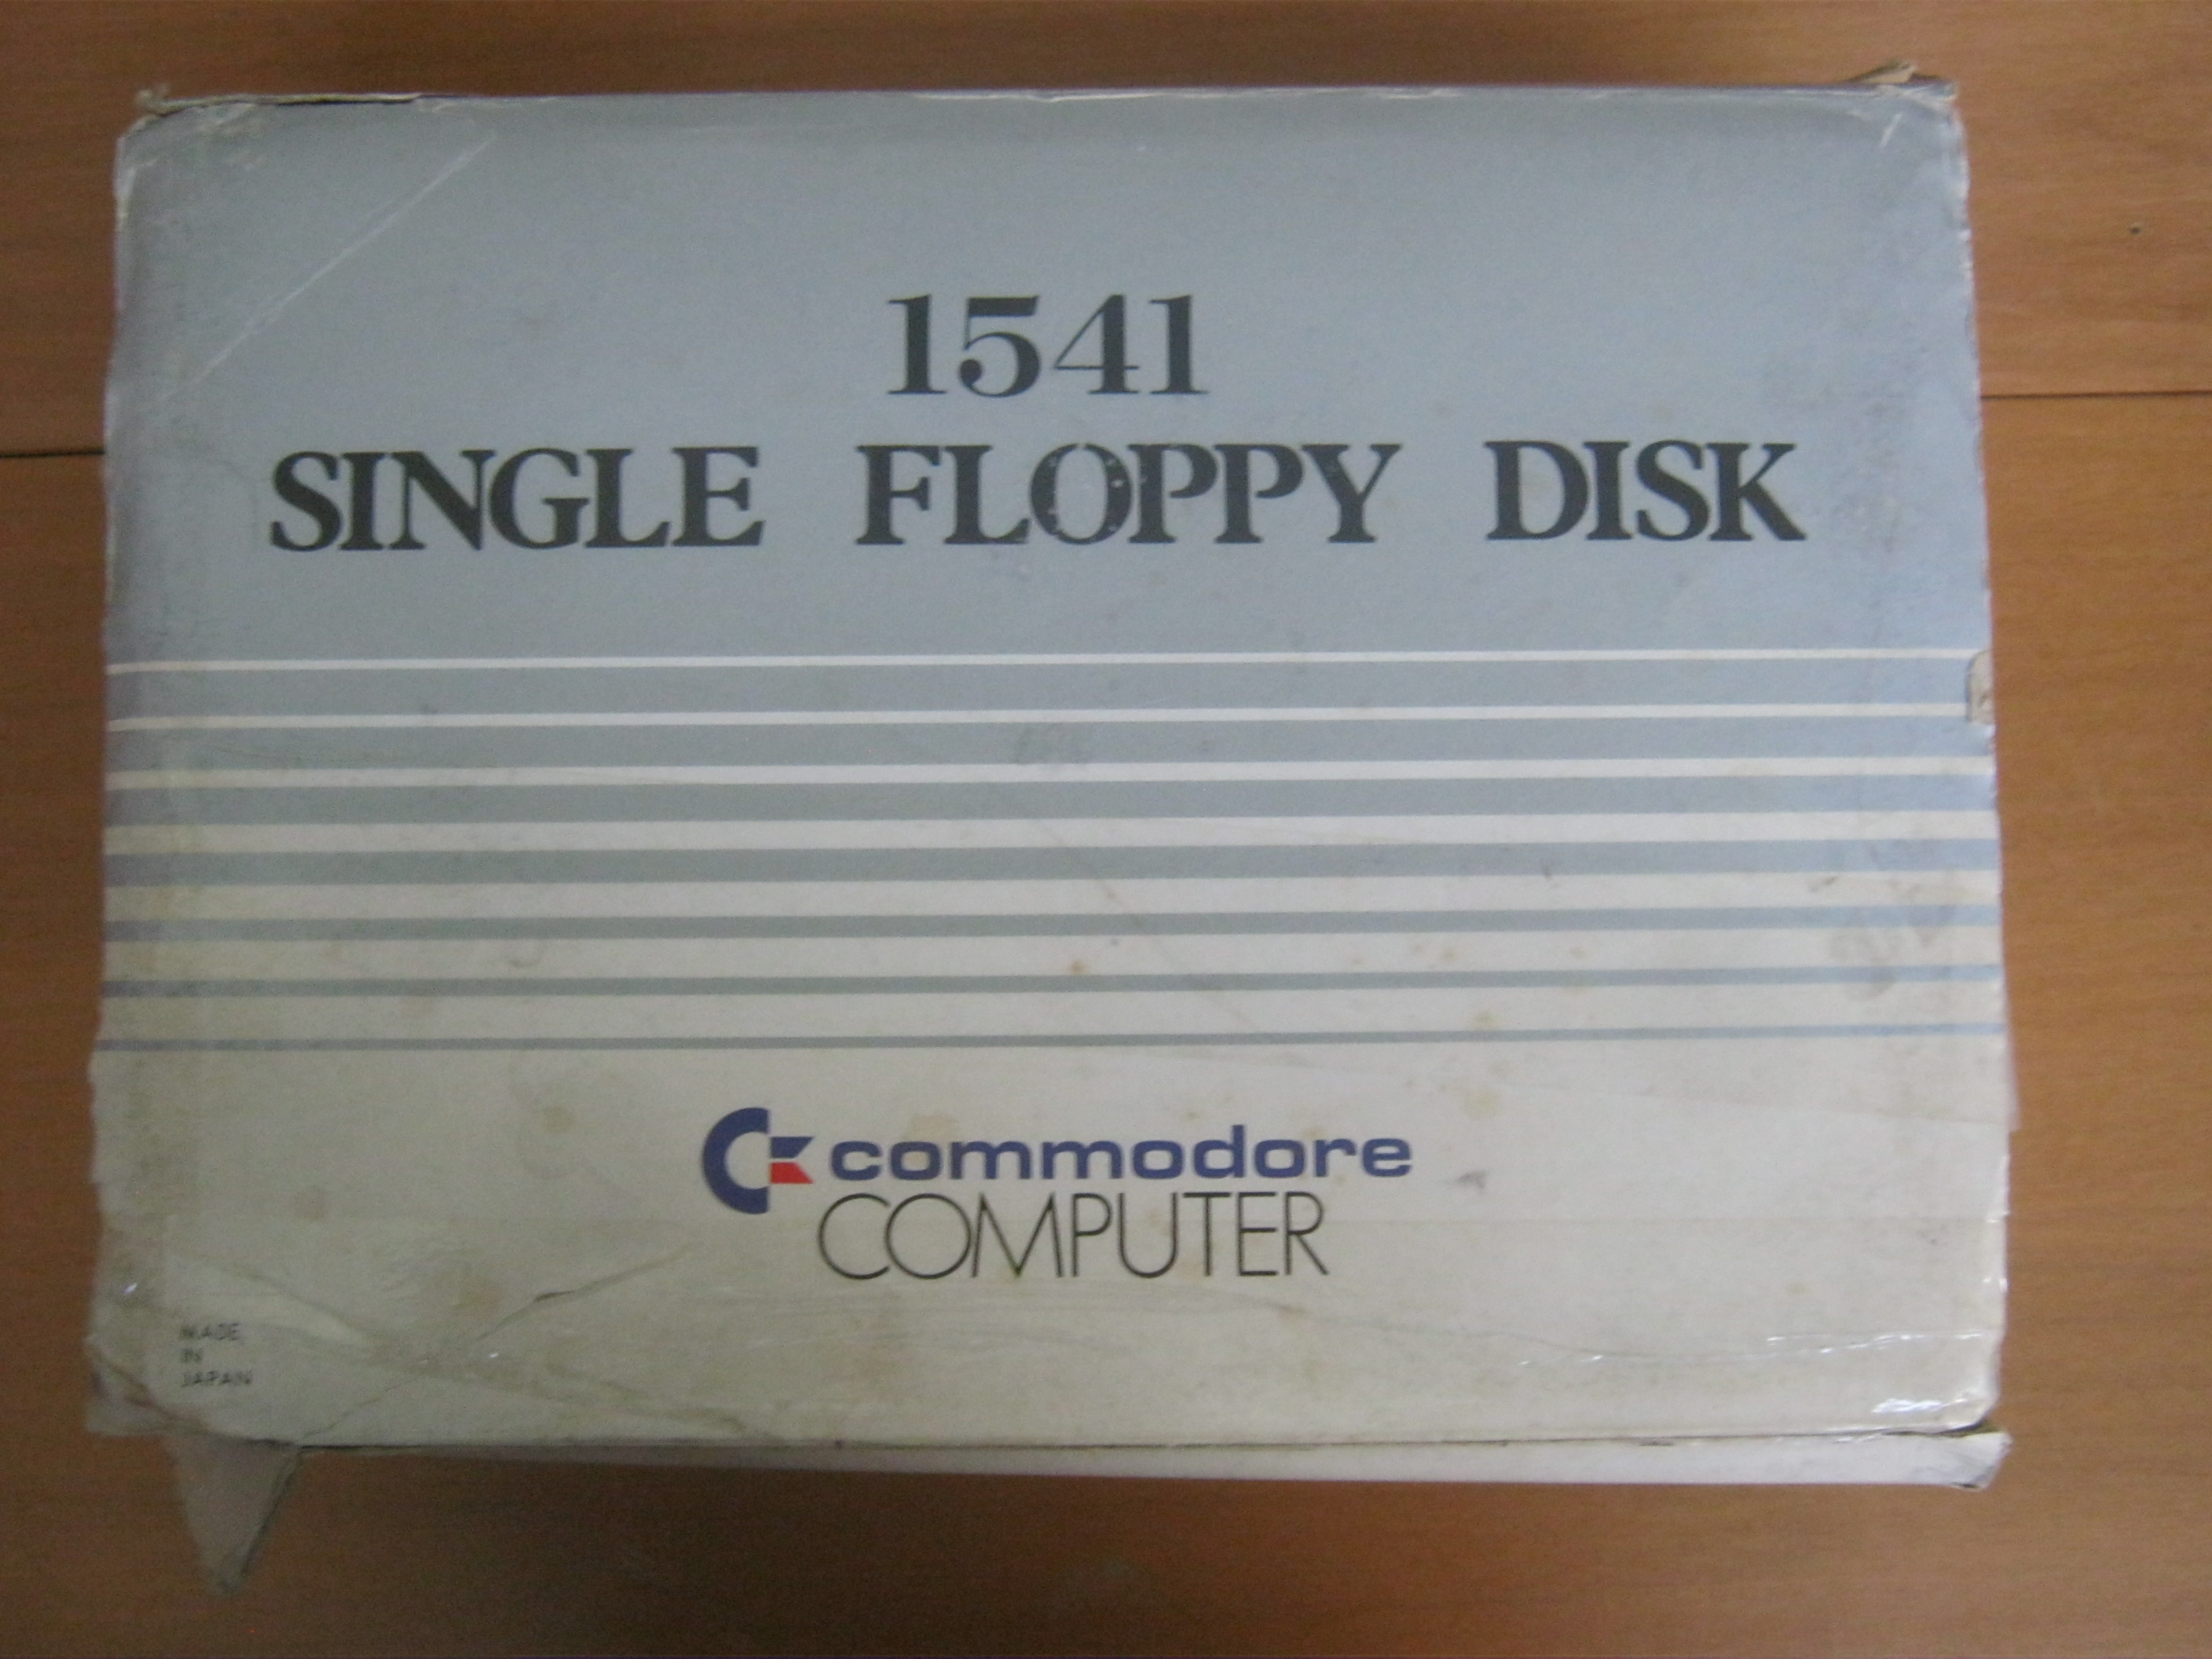 1541
SINGLE FLOPPY DISK
commodore
COMPUTER
MADE
IN
JAPAN